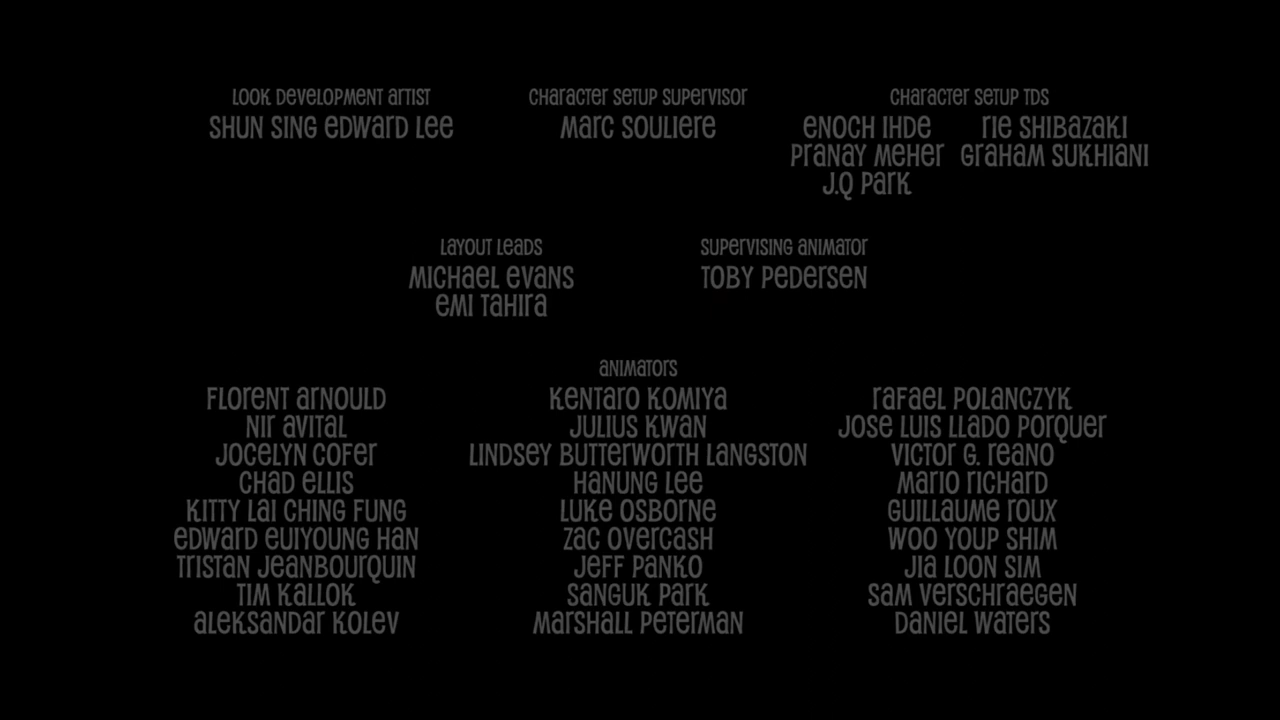 LOOK DEVELOPMENT ARTIST
SHUN SING EDWARD LEE
CHARACTER SETUP SUPERVISOR
MARC SOULIERE
CHARACTER SETUP TDS
ENOCH IHDE
PRANAY MEHER
J.Q PARK
RIE SHIBAZAKI
GRAHAM SUKHIANI
LAYOUT LEADS
MICHAEL EVANS
EMI TAHIRA
SUPERVISING ANIMATOR
TOBY PEDERSEN
ANIMATORS
FLORENT ARNOULD
NIR AVITAL
JOCELYN COFER
CHAD ELLIS
KITTY LAI CHING FUNG
EDWARD EUIYOUNG HAN
TRISTAN JEANBOURQUIN
TIM KALLOK
ALEKSANDAR KOLEV
KENTARO KOMIYA
JULIUS KWAN
LINDSEY BUTTERWORTH LANGSTON
HANUNG LEE
LUKE OSBORNE
ZAC OVERCASH
JEFF PANKO
SANGUK PARK
MARSHALL PETERMAN
RAFAEL POLANCZYK
JOSE LUIS LLADO PORQUER
VICTOR G. REANO
MARIO RICHARD
GUILLAUME ROUX
WOO YOUP SHIM
JIA LOON SIM
SAM VERSCHRAEGEN
DANIEL WATERS